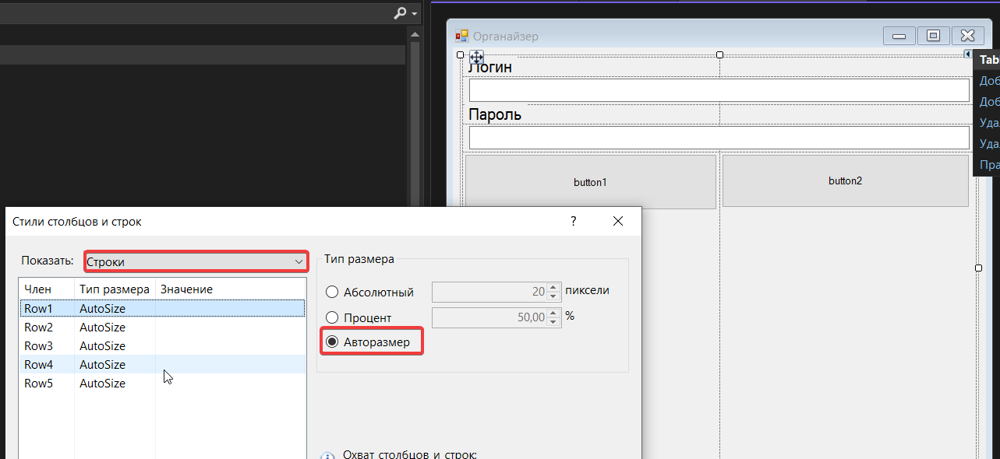 Органайзер
Логин
Пароль
button1
button2
Tab
Доб
Доб
Уда
Уда
Пра
Стили столбцов и строк
?
Показать:
Строки
Член
Тип размера
Значение
Row1
AutoSize
Row2
AutoSize
Row3
AutoSize
Row4
AutoSize
Row5
AutoSize
Тип размера
Абсолютный
20
пиксели
Процент
50,00
%
Авторазмер
Охват столбцов и строк: